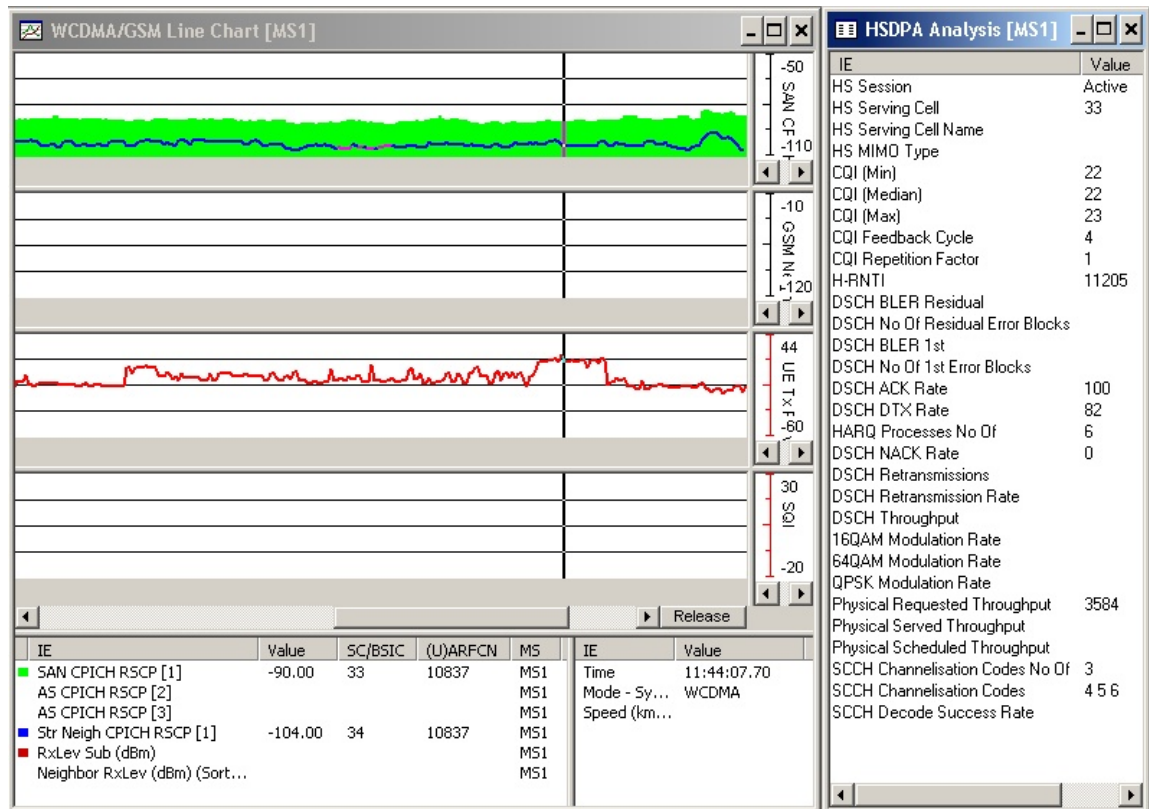 WCDMA/GSM Line Chart [MS1]
-50
SAN CF
-110
-10
GSM Ne
-120
44
UE Tx
-60
30
SQI
-20
Release
IE Value SC/BSIC (U)ARFCN MS
SAN CPICH RSCP [1] -90.00 33 10837 MS1
AS CPICH RSCP [2] MS1
AS CPICH RSCP [3] MS1
Str Neigh CPICH RSCP [1] -104.00 34 10837 MS1
RxLev Sub (dBm) MS1
Neighbor RxLev (dBm) (Sort... MS1
IE Value
Time 11:44:07.70
Mode - Sy... WCDMA
Speed (km...
HSDPA Analysis [MS1]
IE Value
HS Session Active
HS Serving Cell 33
HS Serving Cell Name
HS MIMO Type
CQI (Min) 22
CQI (Median) 22
CQI (Max) 23
CQI Feedback Cycle 4
CQI Repetition Factor 1
H-RNTI 11205
DSCH BLER Residual
DSCH No Of Residual Error Blocks
DSCH BLER 1st
DSCH No Of 1st Error Blocks
DSCH ACK Rate 100
DSCH DTX Rate 82
HARQ Processes No Of 6
DSCH NACK Rate 0
DSCH Retransmissions
DSCH Retransmission Rate
DSCH Throughput
16QAM Modulation Rate
64QAM Modulation Rate
QPSK Modulation Rate
Physical Requested Throughput 3584
Physical Served Throughput
Physical Scheduled Throughput
SCCH Channelisation Codes No Of 3
SCCH Channelisation Codes 4 5 6
SCCH Decode Success Rate